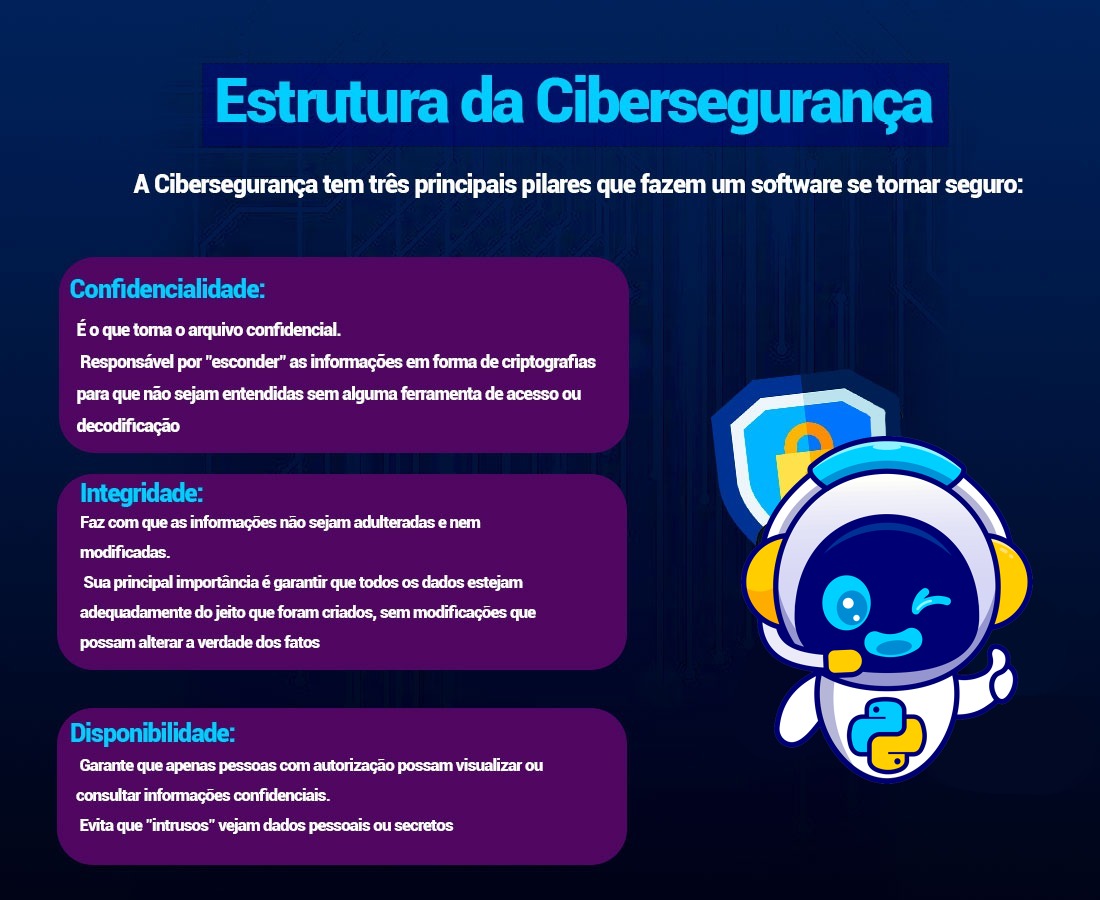 Estrutura da Cibersegurança
A Cibersegurança tem três principais pilares que fazem um software se tornar seguro:
Confidencialidade:
É o que torna o arquivo confidencial.
Responsável por "esconder" as informações em forma de criptografias
para que não sejam entendidas sem alguma ferramenta de acesso ou
decodificação
Integridade:
Faz com que as informações não sejam adulteradas e nem
modificadas.
Sua principal importância é garantir que todos os dados estejam
adequadamente do jeito que foram criados, sem modificações que
possam alterar a verdade dos fatos
Disponibilidade:
Garante que apenas pessoas com autorização possam visualizar ou
consultar informações confidenciais.
Evita que "intrusos" vejam dados pessoais ou secretos